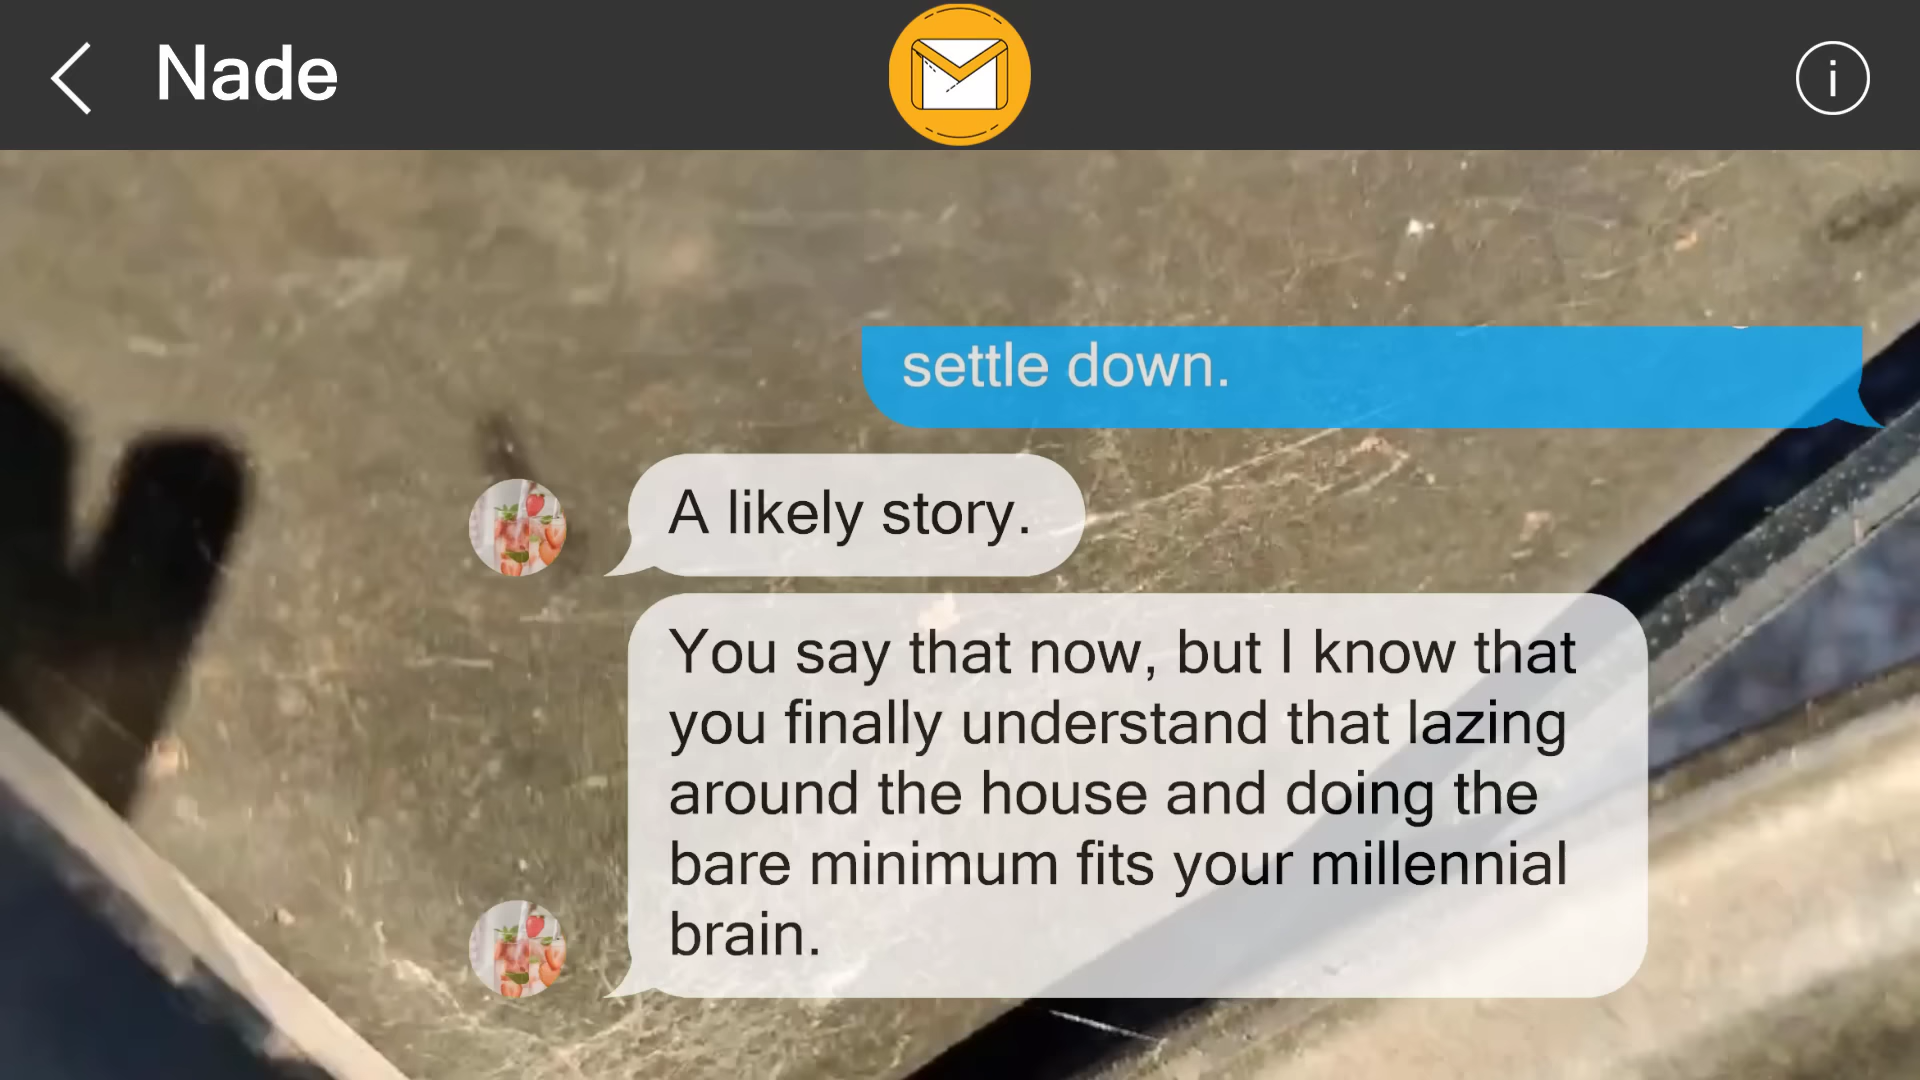 Nade
i
settle down.
A likely story.
You say that now, but I know that
you finally understand that lazing
around the house and doing the
bare minimum fits your millennial
brain.